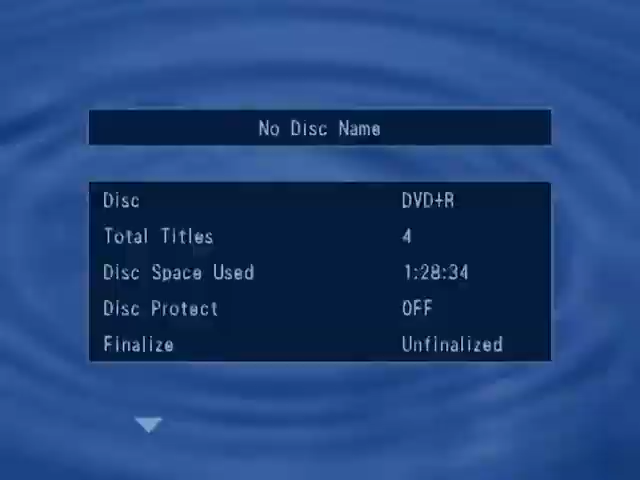 No Disc Name
Disc DVD+R
Total Titles 4
Disc Space Used 1:28:34
Disc Protect OFF
Finalize Unfinalized